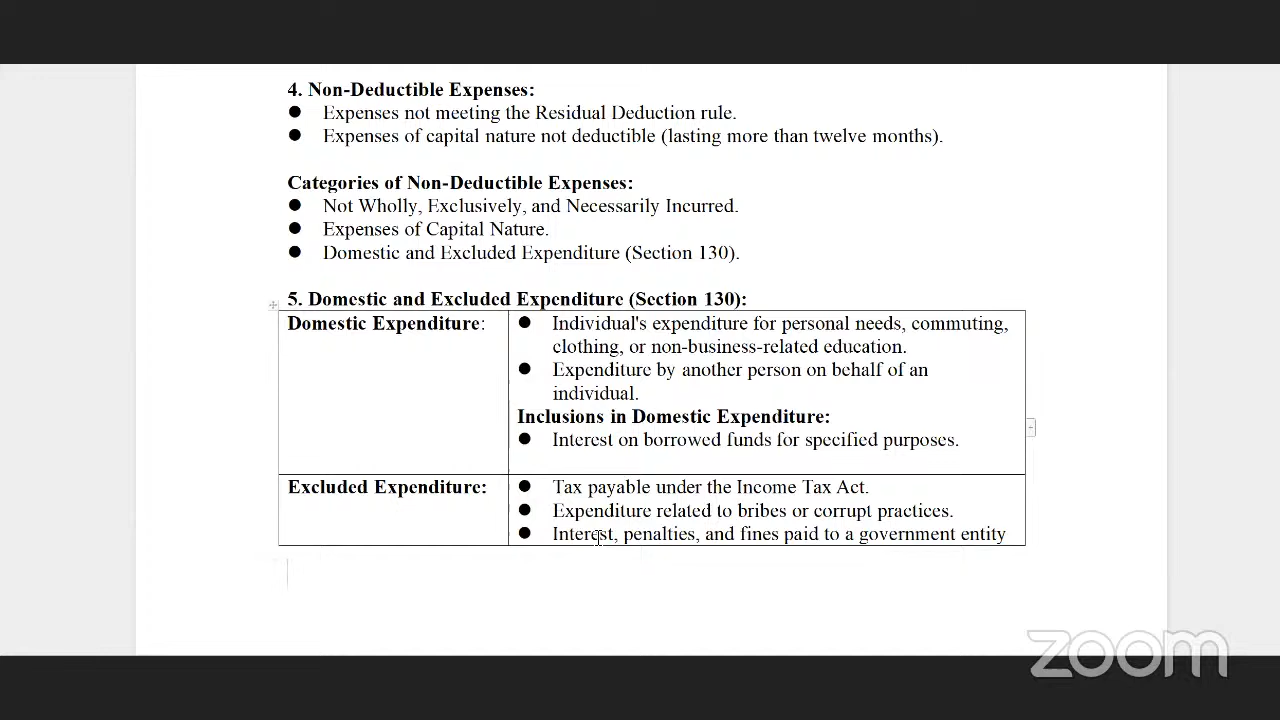 4. Non-Deductible Expenses:
● Expenses not meeting the Residual Deduction rule.
● Expenses of capital nature not deductible (lasting more than twelve months).
Categories of Non-Deductible Expenses:
● Not Wholly, Exclusively, and Necessarily Incurred.
● Expenses of Capital Nature.
● Domestic and Excluded Expenditure (Section 130).
5. Domestic and Excluded Expenditure (Section 130):
Domestic Expenditure:
● Individual's expenditure for personal needs, commuting,
clothing, or non-business-related education.
● Expenditure by another person on behalf of an
individual.
Inclusions in Domestic Expenditure:
● Interest on borrowed funds for specified purposes.
Excluded Expenditure:
● Tax payable under the Income Tax Act.
● Expenditure related to bribes or corrupt practices.
● Interest, penalties, and fines paid to a government entity
zoom